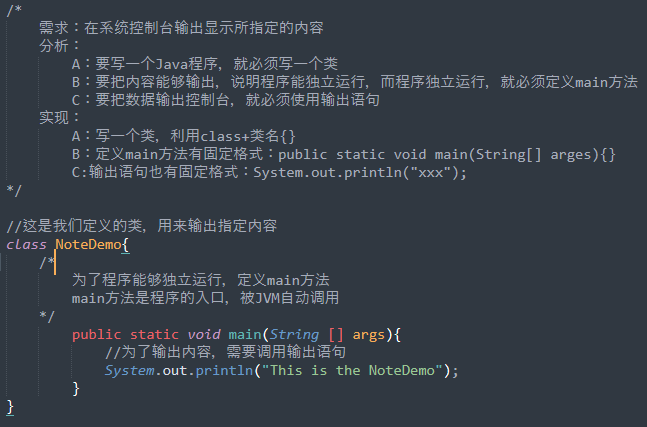 /*
    需求：在系统控制台输出显示所指定的内容
    分析：
        A：要写一个Java程序，就必须写一个类
        B：要把内容能够输出，说明程序能独立运行，而程序独立运行，就必须定义main方法
        C：要把数据输出控制台，就必须使用输出语句
    实现：
        A：写一个类，利用class+类名{}
        B：定义main方法有固定格式：public static void main(String[] arges){}
        C:输出语句也有固定格式：System.out.println("xxx");
*/
//这是我们定义的类，用来输出指定内容
class NoteDemo{
    /*
        为了程序能够独立运行，定义main方法
        main方法是程序的入口，被JVM自动调用
    */
        public static void main(String [] args){
            //为了输出内容，需要调用输出语句
            System.out.println("This is the NoteDemo");
        }
}